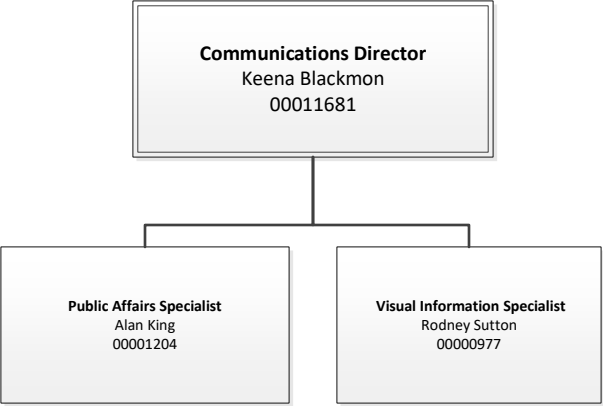 Communications Director
Keena Blackmon
00011681
Public Affairs Specialist
Alan King
00001204
Visual Information Specialist
Rodney Sutton
00000977